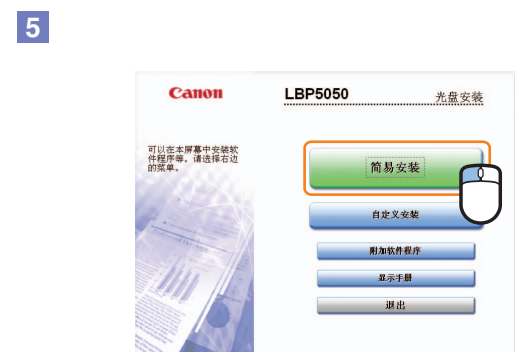 5
Canon
LBP5050
光盘安装
可以在本屏幕中安装软
件程序等。请选择右边
的菜单。
简易安装
自定义安装
附加软件程序
显示手册
退出